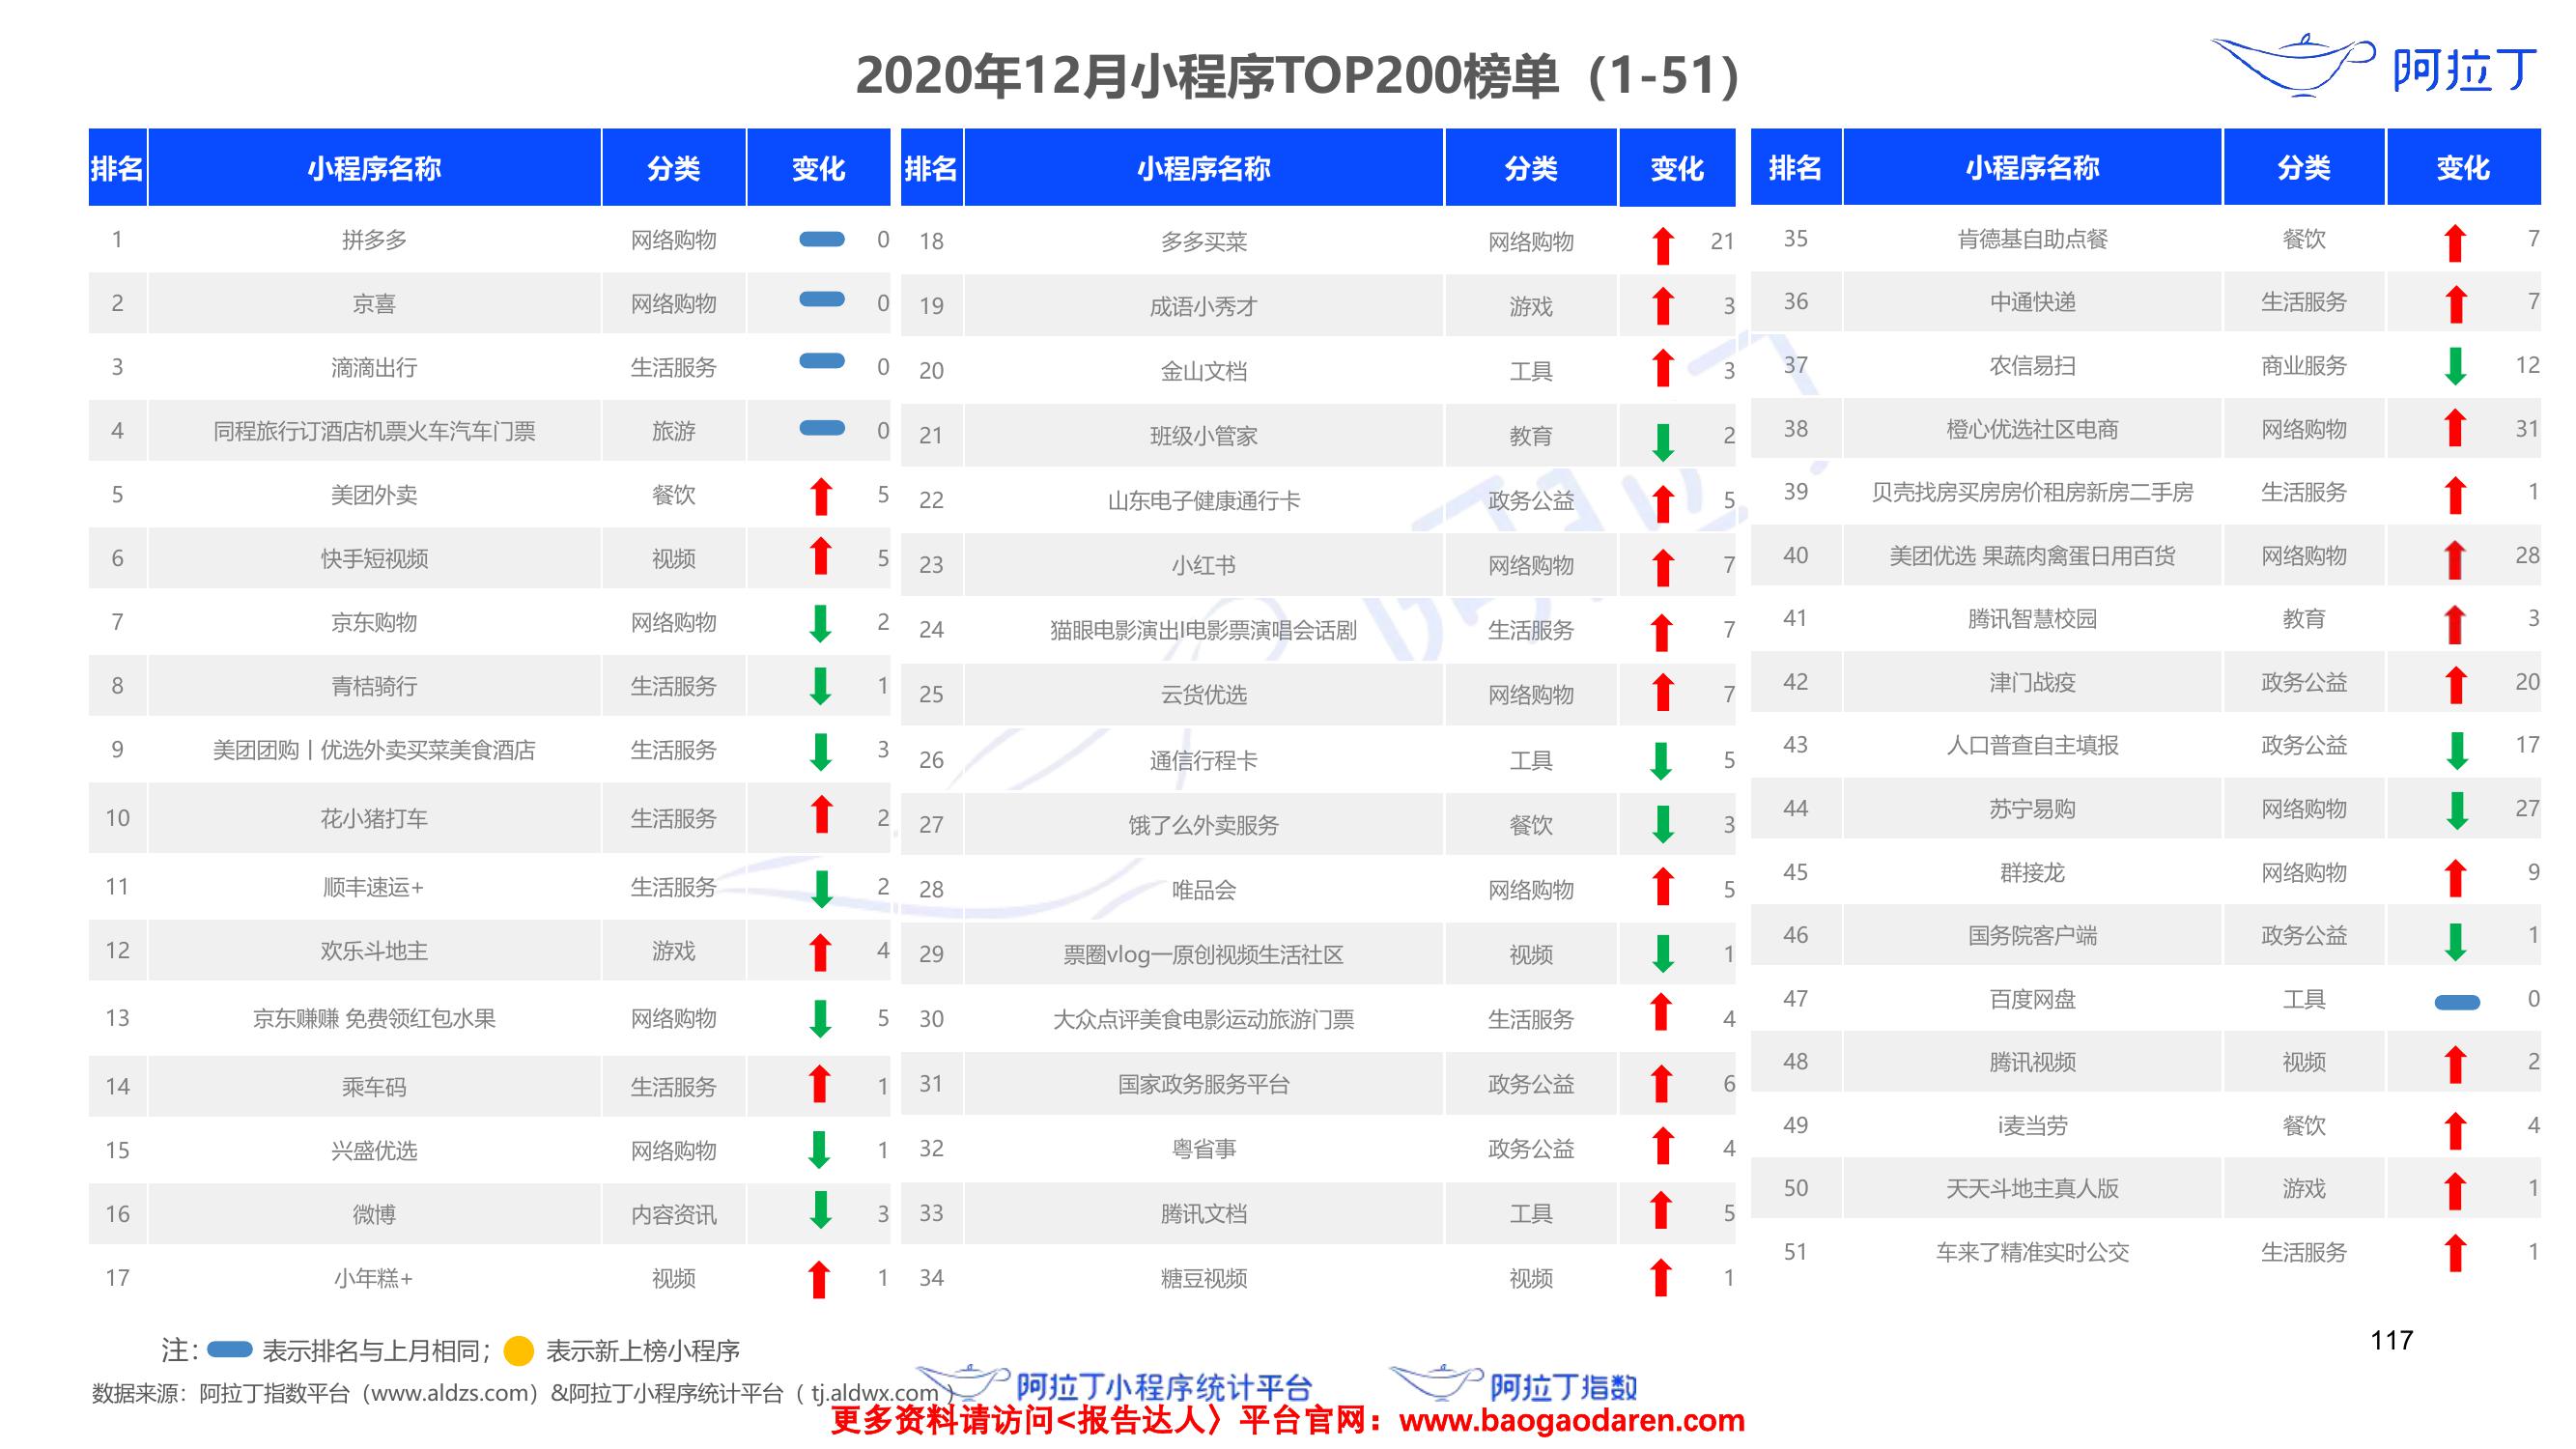 2020年12月小程序TOP200榜单（1-51）
阿拉丁
排名 小程序名称 分类 变化
1 拼多多 网络购物 0
2 京喜 网络购物 0
3 滴滴出行 生活服务 0
4 同程旅行订酒店机票火车汽车门票 旅游 0
5 美团外卖 餐饮 5
6 快手短视频 视频 5
7 京东购物 网络购物 2
8 青桔骑行 生活服务 1
9 美团团购丨优选外卖买菜美食酒店 生活服务 3
10 花小猪打车 生活服务 2
11 顺丰速运+ 生活服务 2
12 欢乐斗地主 游戏 4
13 京东赚赚 免费领红包水果 网络购物 5
14 乘车码 生活服务 1
15 兴盛优选 网络购物 1
16 微博 内容资讯 3
17 小年糕+ 视频 1
排名 小程序名称 分类 变化
18 多多买菜 网络购物 21
19 成语小秀才 游戏 3
20 金山文档 工具 3
21 班级小管家 教育 2
22 山东电子健康通行卡 政务公益 5
23 小红书 网络购物 7
24 猫眼电影演出l电影票演唱会话剧 生活服务 7
25 云货优选 网络购物 7
26 通信行程卡 工具 5
27 饿了么外卖服务 餐饮 3
28 唯品会 网络购物 5
29 票圈vlog一原创视频生活社区 视频 1
30 大众点评美食电影运动旅游门票 生活服务 4
31 国家政务服务平台 政务公益 6
32 粤省事 政务公益 4
33 腾讯文档 工具 5
34 糖豆视频 视频 1
排名 小程序名称 分类 变化
35 肯德基自助点餐 餐饮 7
36 中通快递 生活服务 7
37 农信易扫 商业服务 12
38 橙心优选社区电商 网络购物 31
39 贝壳找房买房房价租房新房二手房 生活服务 1
40 美团优选 果蔬肉禽蛋日用百货 网络购物 28
41 腾讯智慧校园 教育 3
42 津门战疫 政务公益 20
43 人口普查自主填报 政务公益 17
44 苏宁易购 网络购物 27
45 群接龙 网络购物 9
46 国务院客户端 政务公益 1
47 百度网盘 工具 0
48 腾讯视频 视频 2
49 i麦当劳 餐饮 4
50 天天斗地主真人版 游戏 1
51 车来了精准实时公交 生活服务 1
注： 表示排名与上月相同； 表示新上榜小程序
117
数据来源：阿拉丁指数平台（www.aldzs.com）&阿拉丁小程序统计平台（ tj.aldwx.com ）
阿拉丁小程序统计平台 阿拉丁指数
更多资料请访问<报告达人〉平台官网：www.baogaodaren.com